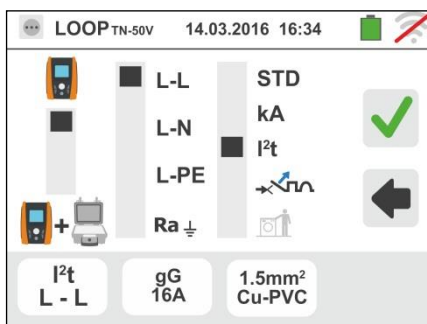 LOOP TN-50V 14.03.2016 16:34
L-L STD
L-N kA
I²t
L-PE
Ra
I²t gG 1.5mm²
L - L 16A Cu-PVC